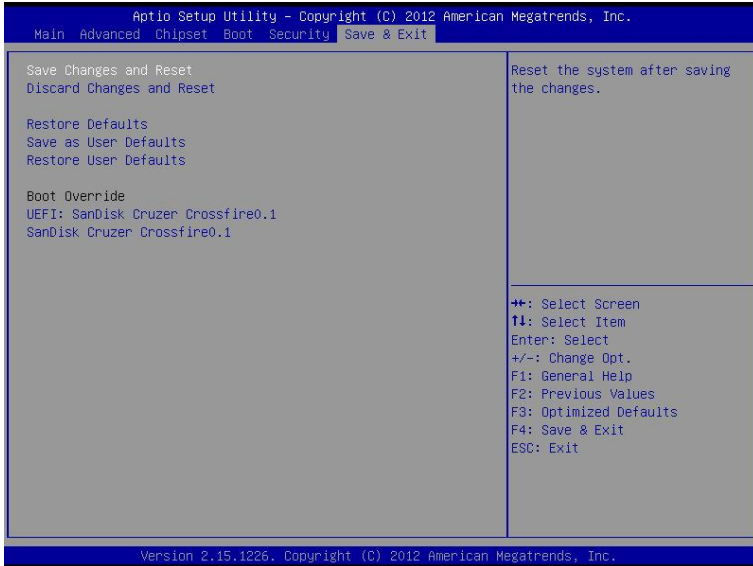 Aptio Setup Utility – Copyright (C) 2012 American Megatrends, Inc.
Main Advanced Chipset Boot Security Save & Exit
Save Changes and Reset
Discard Changes and Reset
Restore Defaults
Save as User Defaults
Restore User Defaults
Boot Override
UEFI: SanDisk Cruzer Crossfire0.1
SanDisk Cruzer Crossfire0.1
Reset the system after saving
the changes.
→←: Select Screen
↑↓: Select Item
Enter: Select
+/-: Change Opt.
F1: General Help
F2: Previous Values
F3: Optimized Defaults
F4: Save & Exit
ESC: Exit
Version 2.15.1226. Copyright (C) 2012 American Megatrends, Inc.